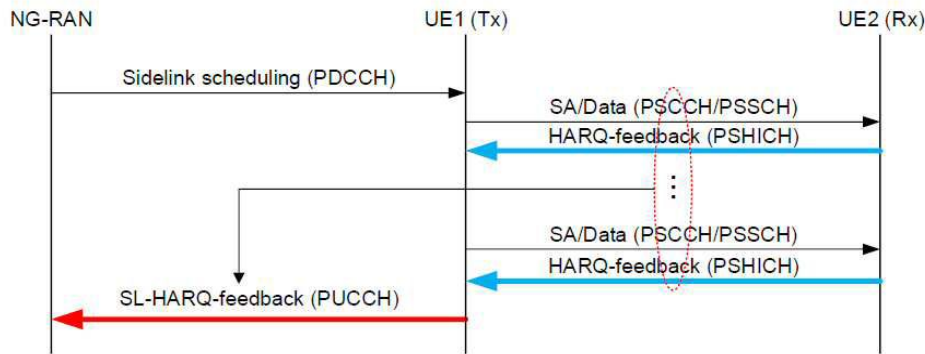 NG-RAN
UE1 (Tx)
UE2 (Rx)
Sidelink scheduling (PDCCH)
SA/Data (PSCCH/PSSCH)
HARQ-feedback (PSHICH)
SA/Data (PSCCH/PSSCH)
HARQ-feedback (PSHICH)
SL-HARQ-feedback (PUCCH)